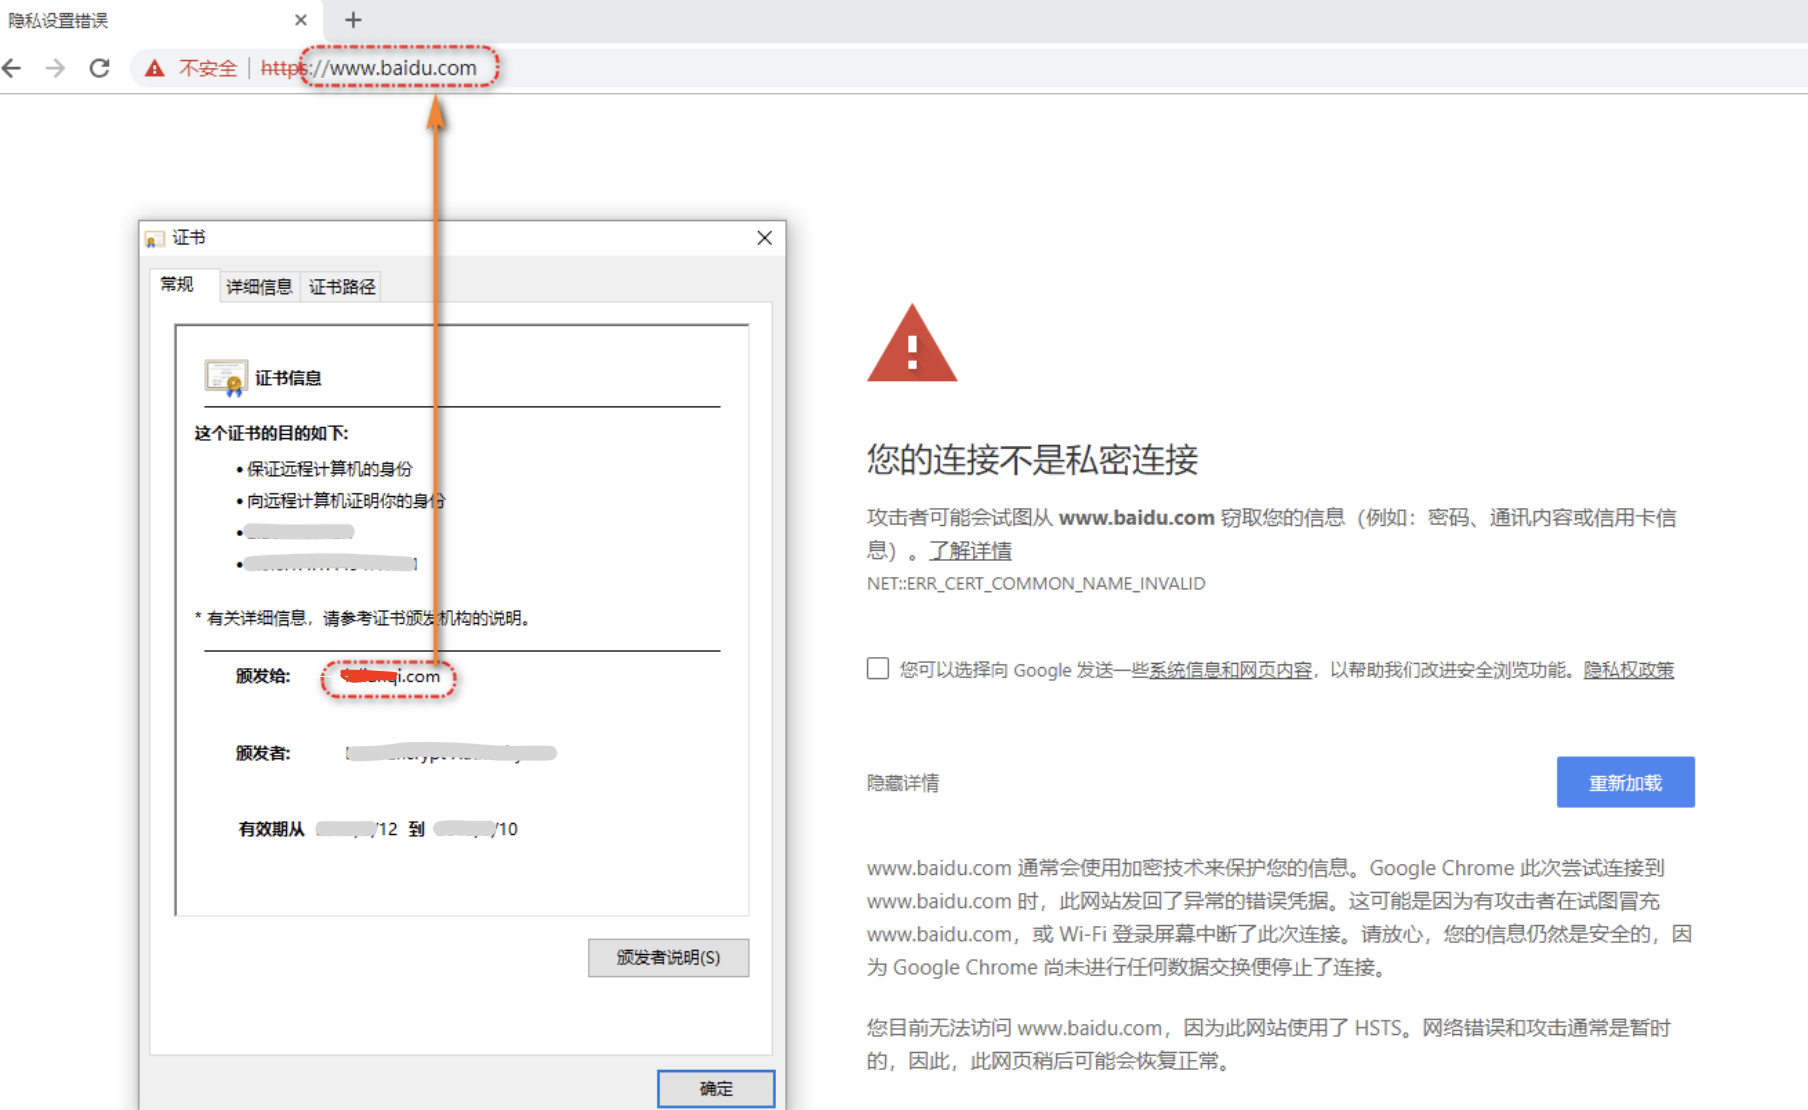 隐私设置错误
不安全 | https://www.baidu.com
证书
常规 详细信息 证书路径
证书信息
这个证书的目的如下:
• 保证远程计算机的身份
• 向远程计算机证明你的身份
* 有关详细信息，请参考证书颁发机构的说明。
颁发给: qi.com
颁发者:
有效期从 /12 到 /10
颁发者说明(S)
确定
您的连接不是私密连接
攻击者可能会试图从 www.baidu.com 窃取您的信息（例如：密码、通讯内容或信用卡信
息）。了解详情
NET::ERR_CERT_COMMON_NAME_INVALID
您可以选择向 Google 发送一些系统信息和网页内容，以帮助我们改进安全浏览功能。隐私权政策
隐藏详情
重新加载
www.baidu.com 通常会使用加密技术来保护您的信息。Google Chrome 此次尝试连接到
www.baidu.com 时，此网站发回了异常的错误凭据。这可能是因为有攻击者在试图冒充
www.baidu.com，或 Wi-Fi 登录屏幕中断了此次连接。请放心，您的信息仍然是安全的，因
为 Google Chrome 尚未进行任何数据交换便停止了连接。
您目前无法访问 www.baidu.com，因为此网站使用了 HSTS。网络错误和攻击通常是暂时
的，因此，此网页稍后可能会恢复正常。